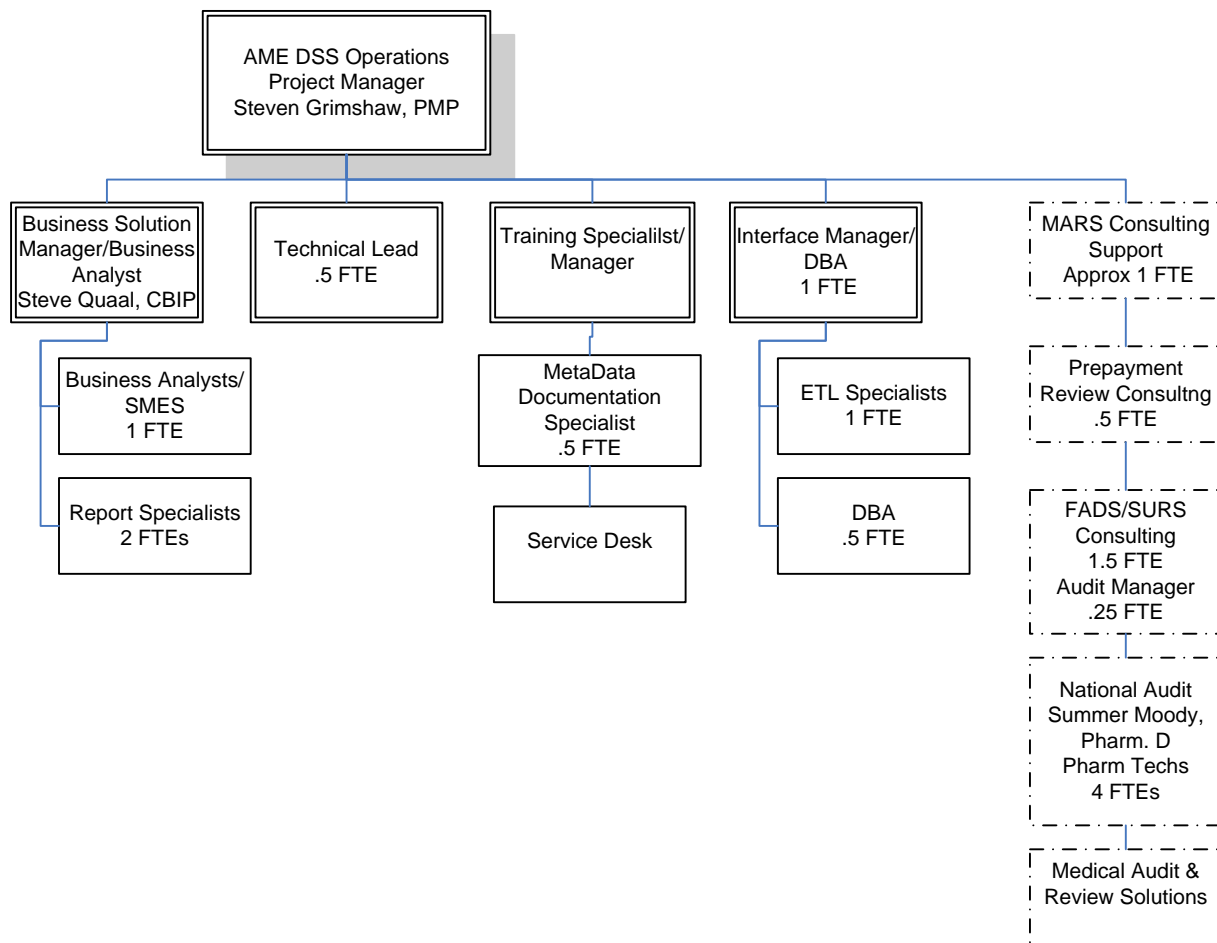 AME DSS Operations
Project Manager
Steven Grimshaw, PMP
Business Solution
Manager/Business
Analyst
Steve Quaal, CBIP
Technical Lead
.5 FTE
Training Specialilst/
Manager
Interface Manager/
DBA
1 FTE
MARS Consulting
Support
Approx 1 FTE
Business Analysts/
SMES
1 FTE
MetaData
Documentation
Specialist
.5 FTE
ETL Specialists
1 FTE
Prepayment
Review Consultng
.5 FTE
Report Specialists
2 FTEs
Service Desk
DBA
.5 FTE
FADS/SURS
Consulting
1.5 FTE
Audit Manager
.25 FTE
National Audit
Summer Moody,
Pharm. D
Pharm Techs
4 FTEs
Medical Audit &
Review Solutions